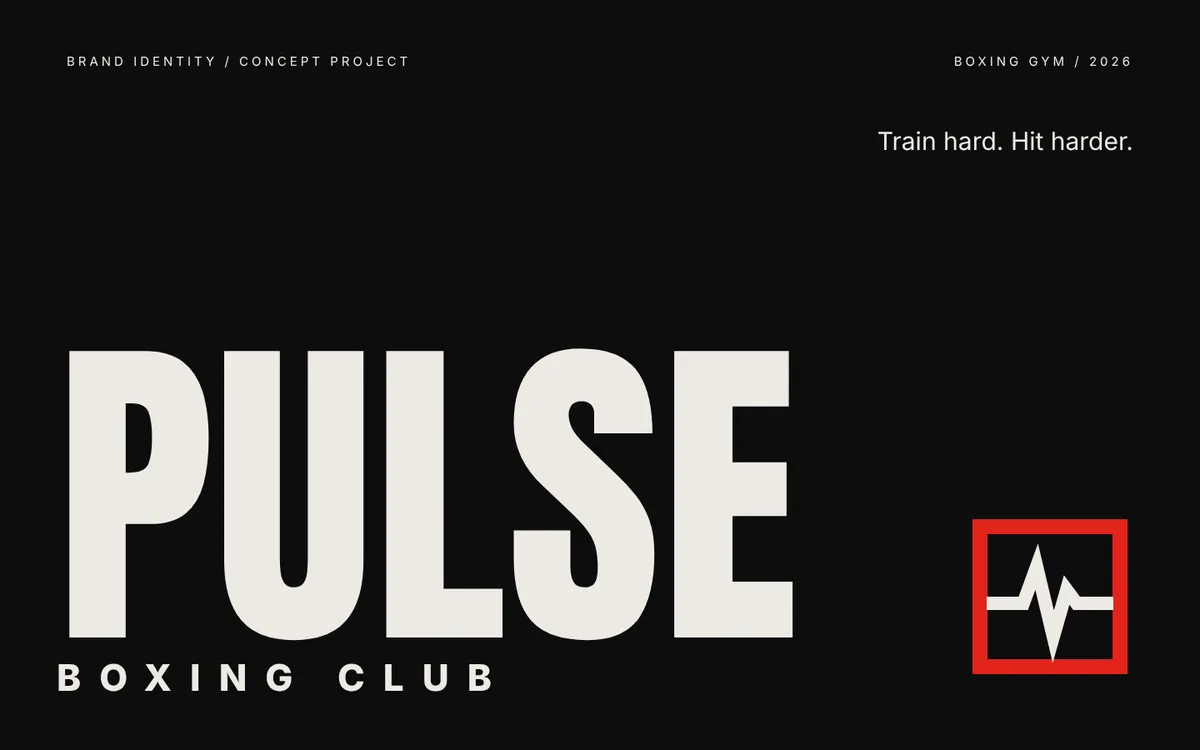 BRAND IDENTITY / CONCEPT PROJECT
BOXING GYM / 2026
Train hard. Hit harder.
PULSE
BOXING CLUB